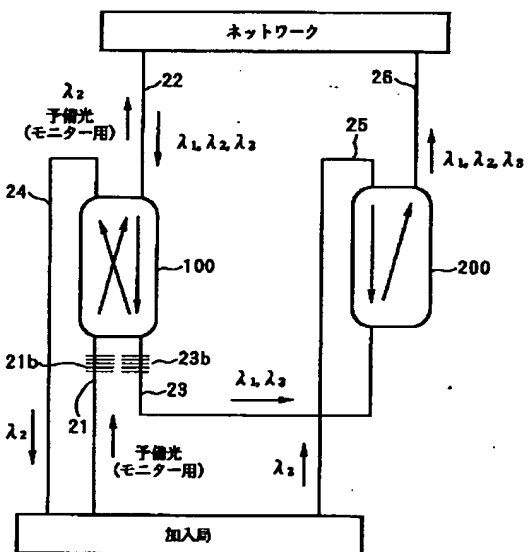 ネットワーク
22
26
λ2
予備光
(モニター用)
λ1, λ2, λ3
25
λ1, λ2, λ3
24
100
200
21b
23b
23
λ1, λ3
21
λ2
予備光
(モニター用)
λ2
加入局